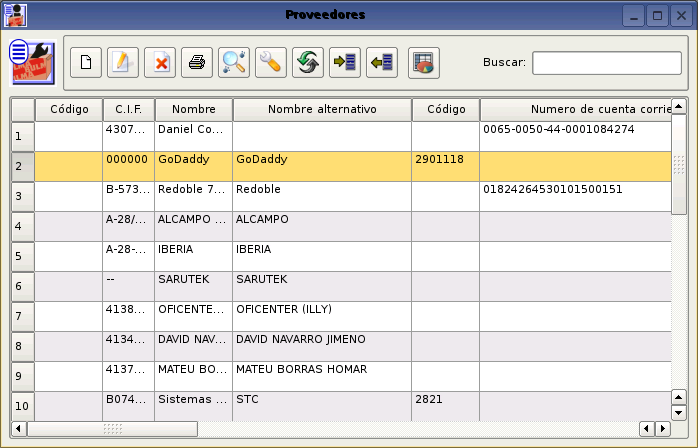 Proveedores
Buscar:
Código C.I.F. Nombre Nombre alternativo Código Numero de cuenta corrie
1 4307... Daniel Co... 0065-0050-44-0001084274
2 000000 GoDaddy GoDaddy 2901118
3 B-573... Redoble 7... Redoble 01824264530101500151
4 A-28/... ALCAMPO ... ALCAMPO
5 A-28-... IBERIA IBERIA
6 -- SARUTEK SARUTEK
7 4138... OFICENTE... OFICENTER (ILLY)
8 4134... DAVID NAV... DAVID NAVARRO JIMENO
9 4137... MATEU BO... MATEU BORRAS HOMAR
10 B074... Sistemas ... STC 2821